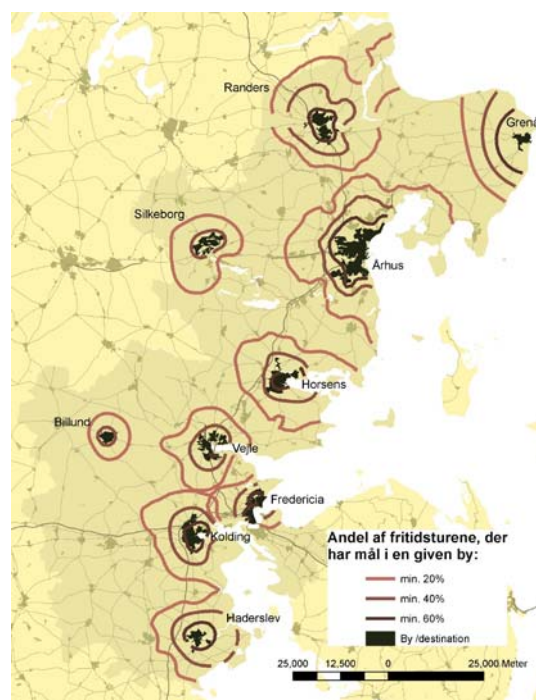 Randers
Grenå
Silkeborg
Århus
Horsens
Billund
Vejle
Fredericia
Kolding
Haderslev
Andel af fritidsturene, der
har mål i en given by:
min. 20%
min. 40%
min. 60%
By /destination
25,000 12,500 0 25,000 Meter